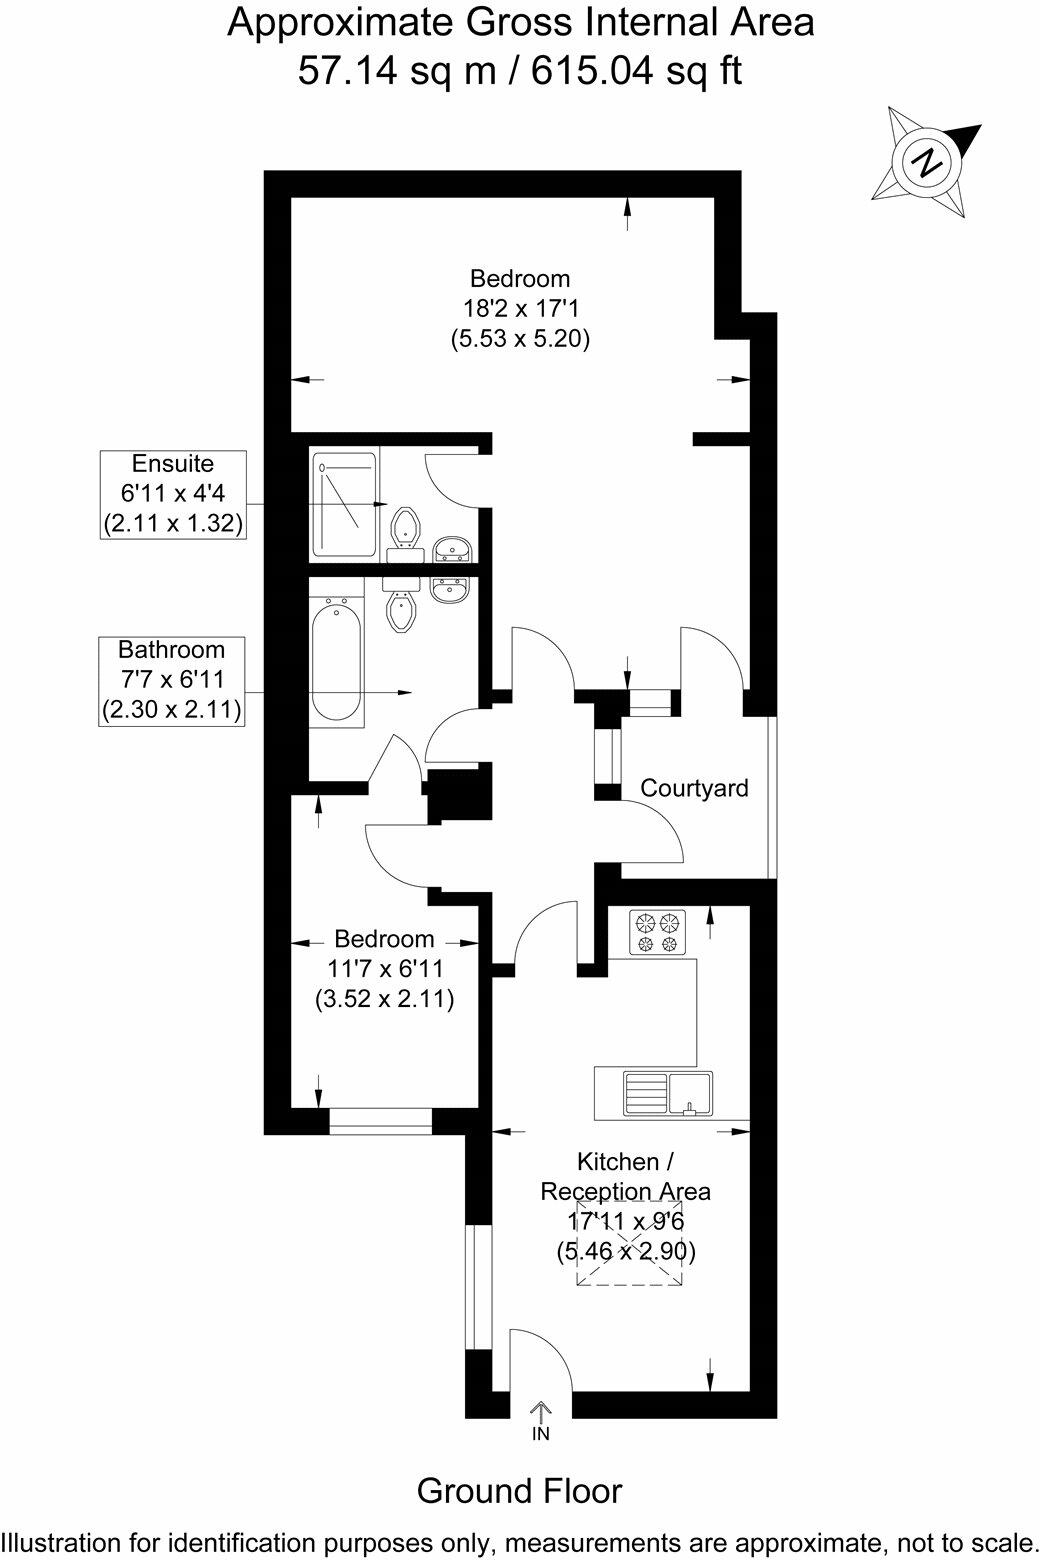 Approximate Gross Internal Area
57.14 sq m / 615.04 sq ft
N
Bedroom
18'2 x 17'1
(5.53 x 5.20)
Ensuite
6'11 x 4'4
(2.11 x 1.32)
Bathroom
7'7 x 6'11
(2.30 x 2.11)
Courtyard
Bedroom
11'7 x 6'11
(3.52 x 2.11)
Kitchen /
Reception Area
17'11 x 9'6
(5.46 x 2.90)
IN
Ground Floor
Illustration for identification purposes only, measurements are approximate, not to scale.